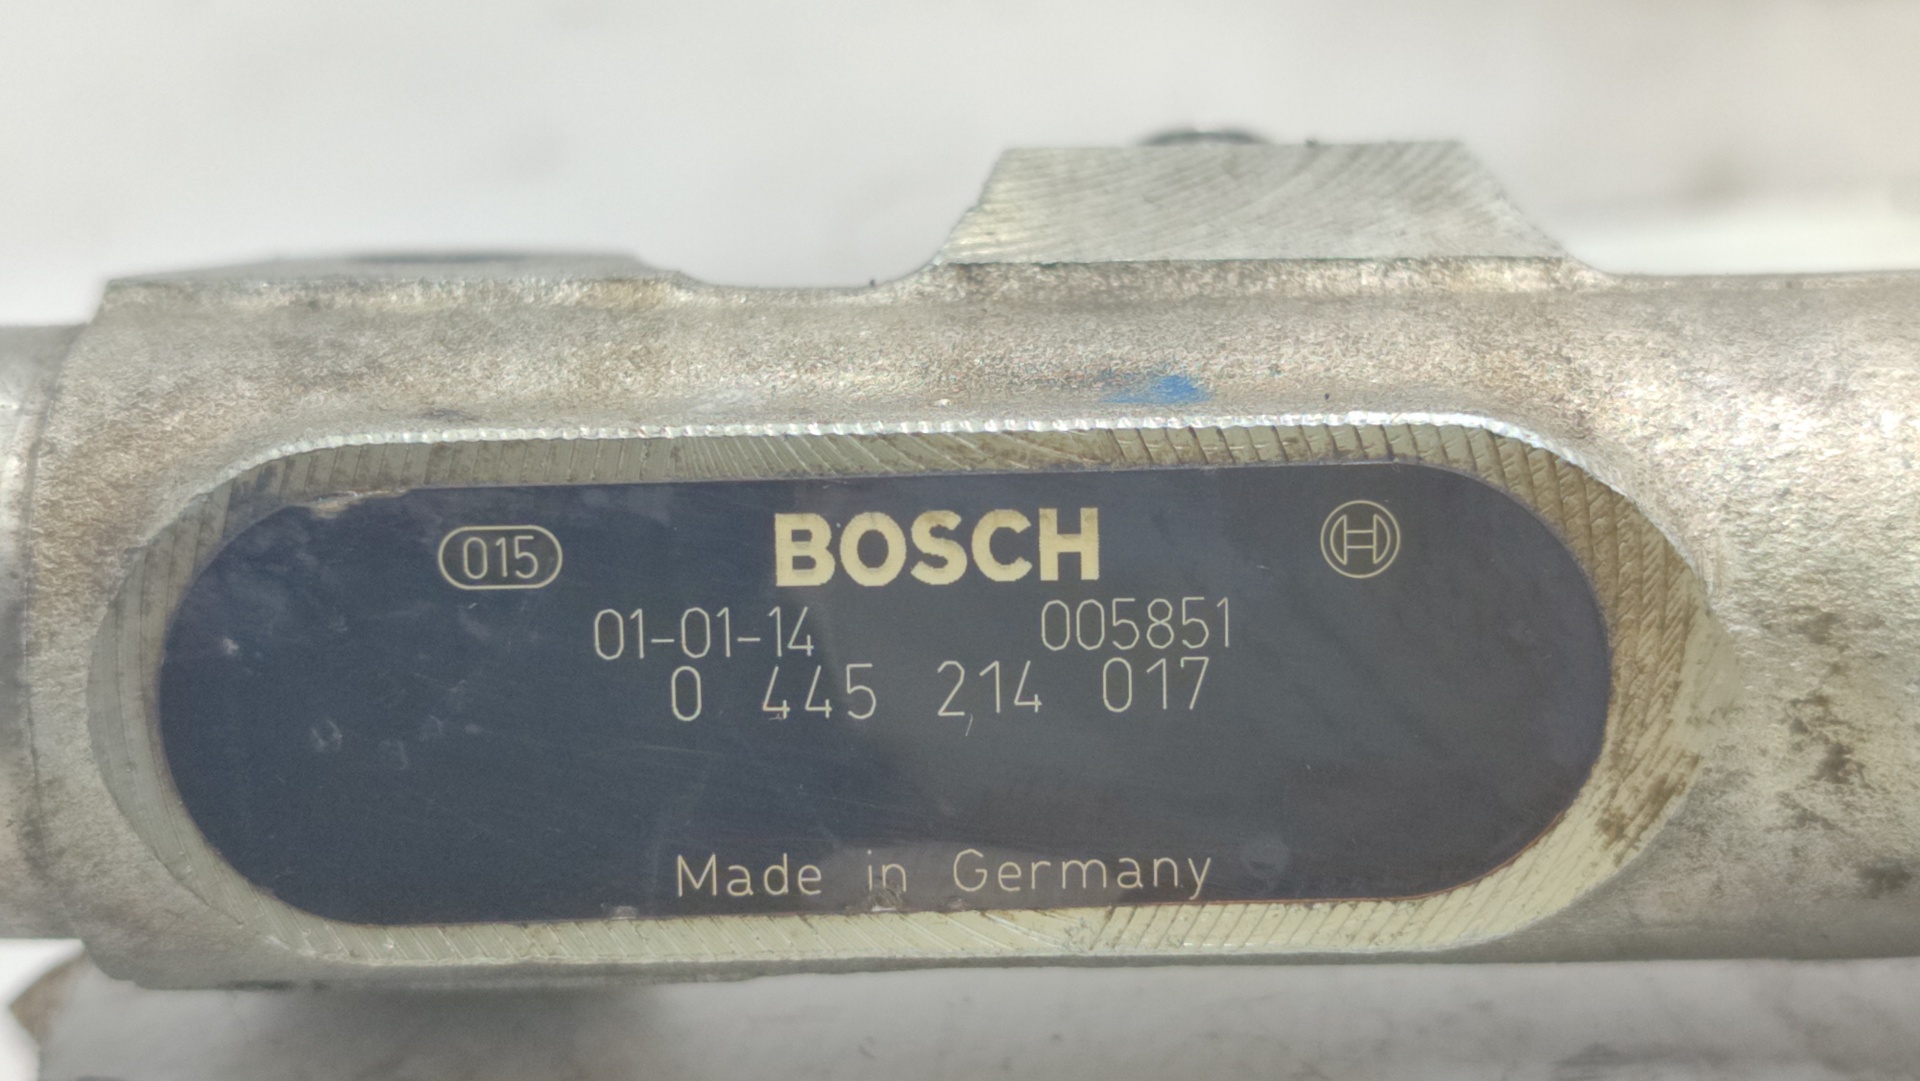 015 BOSCH
01-01-14 005851
0 445 214 017
Made in Germany